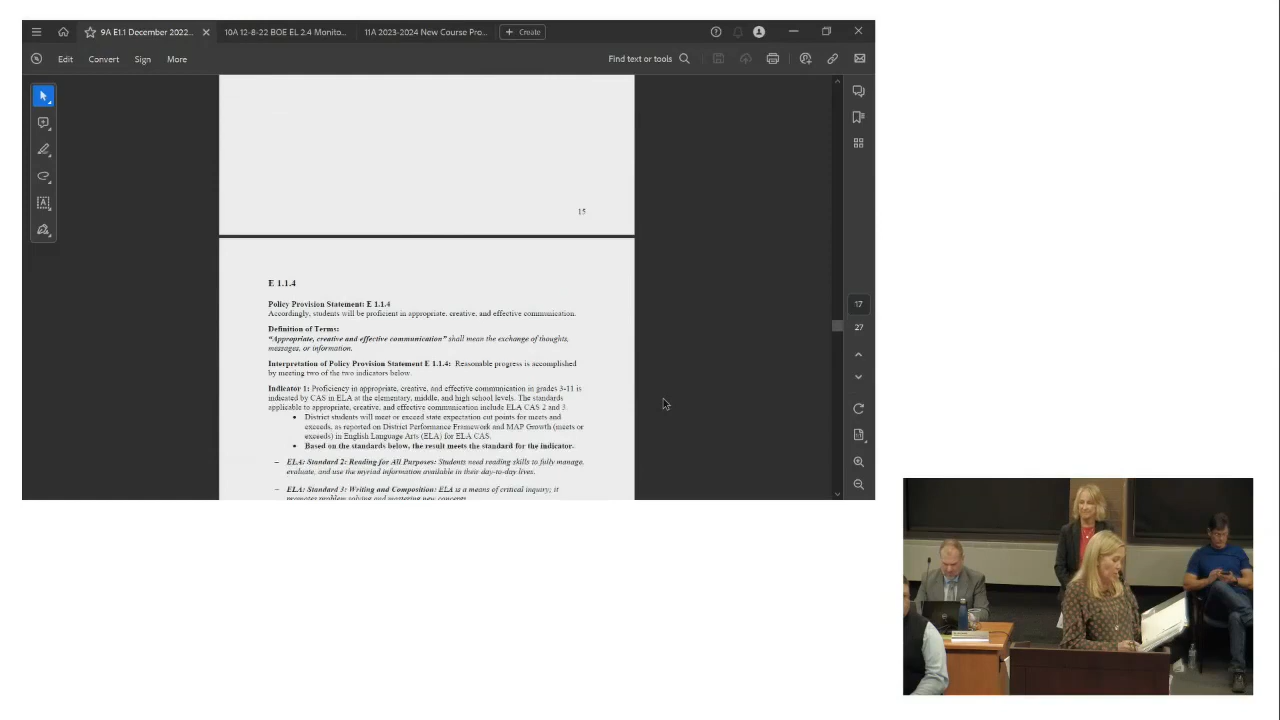 9A E1.1 December 2022...
10A 12-8-22 BOE EL 2.4 Monito...
11A 2023-2024 New Course Pro...
Create
Edit
Convert
Sign
More
Find text or tools
15
E 1.1.4
Policy Provision Statement: E 1.1.4
Accordingly, students will be proficient in appropriate, creative, and effective communication.
Definition of Terms:
“Appropriate, creative and effective communication” shall mean the exchange of thoughts,
messages, or information.
Interpretation of Policy Provision Statement E 1.1.4: Reasonable progress is accomplished
by meeting two of the two indicators below.
Indicator 1: Proficiency in appropriate, creative, and effective communication in grades 3-11 is
indicated by CAS in ELA at the elementary, middle, and high school levels. The standards
applicable to appropriate, creative, and effective communication include ELA CAS 2 and 3.
• District students will meet or exceed state expectation cut points for meets and
exceeds, as reported on District Performance Framework and MAP Growth (meets or
exceeds) in English Language Arts (ELA) for ELA CAS.
• Based on the standards below, the result meets the standard for the indicator.
– ELA: Standard 2: Reading for All Purposes: Students need reading skills to fully manage,
evaluate, and use the myriad information available in their day-to-day lives.
– ELA: Standard 3: Writing and Composition: ELA is a means of critical inquiry; it
promotes problem solving and mastering new concepts.
17
27